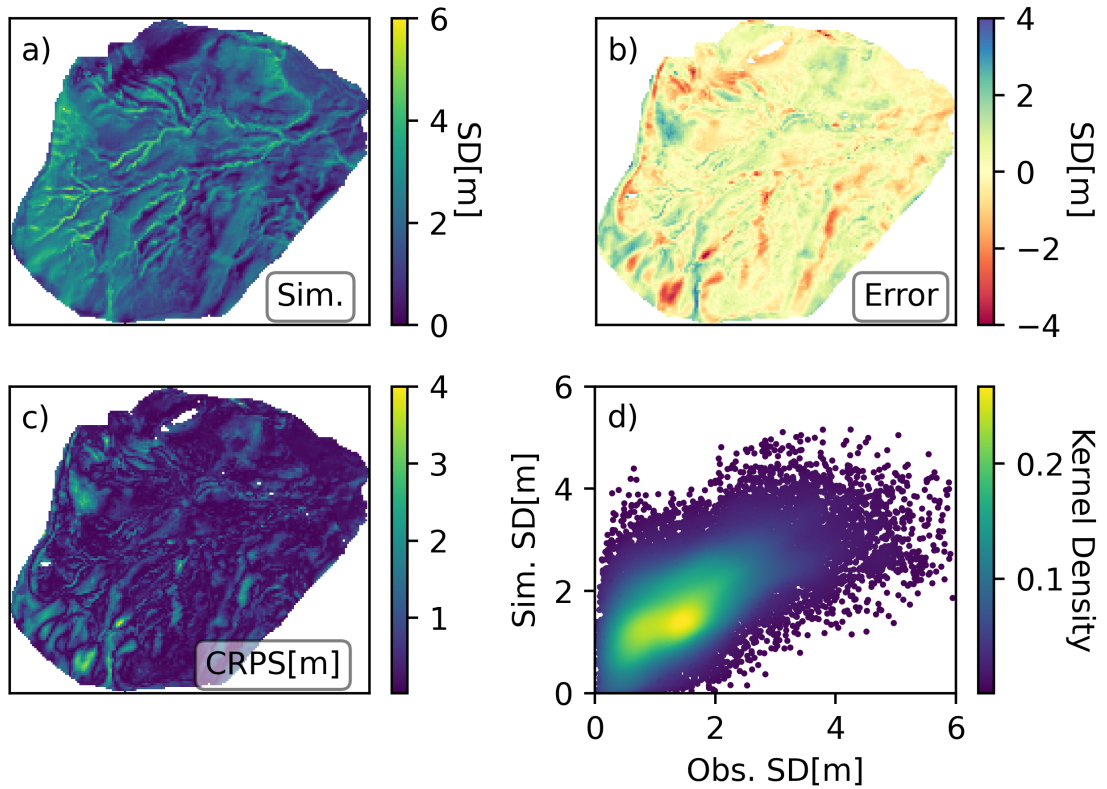 a)
Sim.
6
4
2
0
SD[m]
b)
Error
4
2
0
−2
−4
SD[m]
c)
CRPS[m]
4
3
2
1
d)
6
4
2
0
Sim. SD[m]
0 2 4 6
Obs. SD[m]
0.2
0.1
Kernel Density